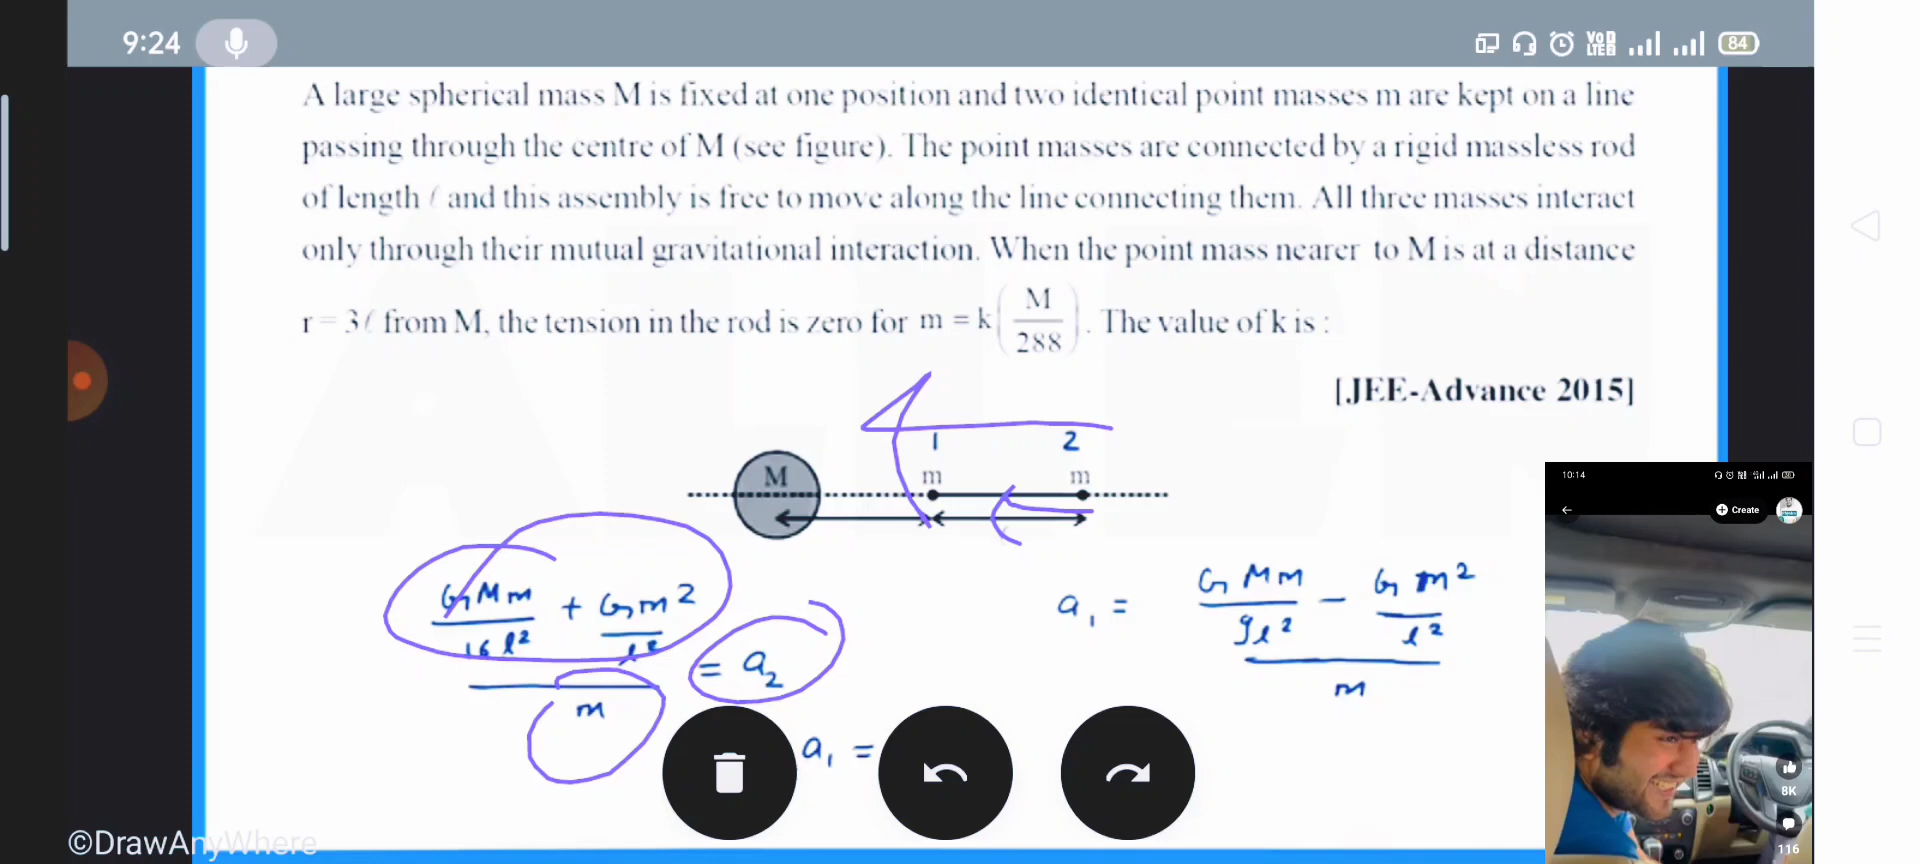 9:24
VoD LTE2
84
A large spherical mass M is fixed at one position and two identical point masses m are kept on a line
passing through the centre of M (see figure). The point masses are connected by a rigid massless rod
of length ℓ and this assembly is free to move along the line connecting them. All three masses interact
only through their mutual gravitational interaction. When the point mass nearer to M is at a distance
r = 3ℓ from M, the tension in the rod is zero for m = k(M/288). The value of k is :
[JEE-Advance 2015]
1 2
M m m
GMm/16ℓ² + Gm²/ℓ²
= a₂
m
a₁ = GMm/9ℓ² − Gm²/ℓ²
m
a₁ =
10:14
Create
8K
116
©DrawAnyWhere